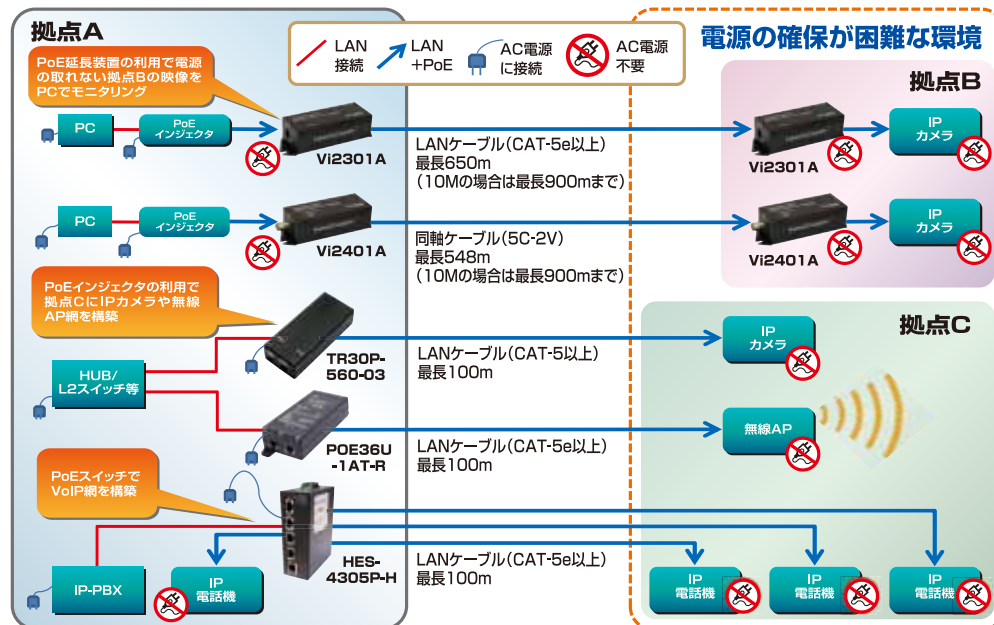 拠点A
LAN
接続
LAN
+PoE
AC電源
に接続
AC電源
不要
電源の確保が困難な環境
PoE延長装置の利用で電源
の取れない拠点Bの映像を
PCでモニタリング
拠点B
PC
PoE
インジェクタ
Vi2301A
LANケーブル(CAT-5e以上)
最長650m
(10Mの場合は最長900mまで)
Vi2301A
IP
カメラ
PC
PoE
インジェクタ
Vi2401A
同軸ケーブル(5C-2V)
最長548m
(10Mの場合は最長900mまで)
Vi2401A
IP
カメラ
PoEインジェクタの利用で
拠点CにIPカメラや無線
AP網を構築
拠点C
HUB/
L2スイッチ等
TR30P-
560-03
LANケーブル(CAT-5以上)
最長100m
IP
カメラ
POE36U
-1AT-R
LANケーブル(CAT-5e以上)
最長100m
無線AP
PoEスイッチで
VoIP網を構築
HES-
4305P-H
LANケーブル(CAT-5e以上)
最長100m
IP-PBX
IP
電話機
IP
電話機
IP
電話機
IP
電話機